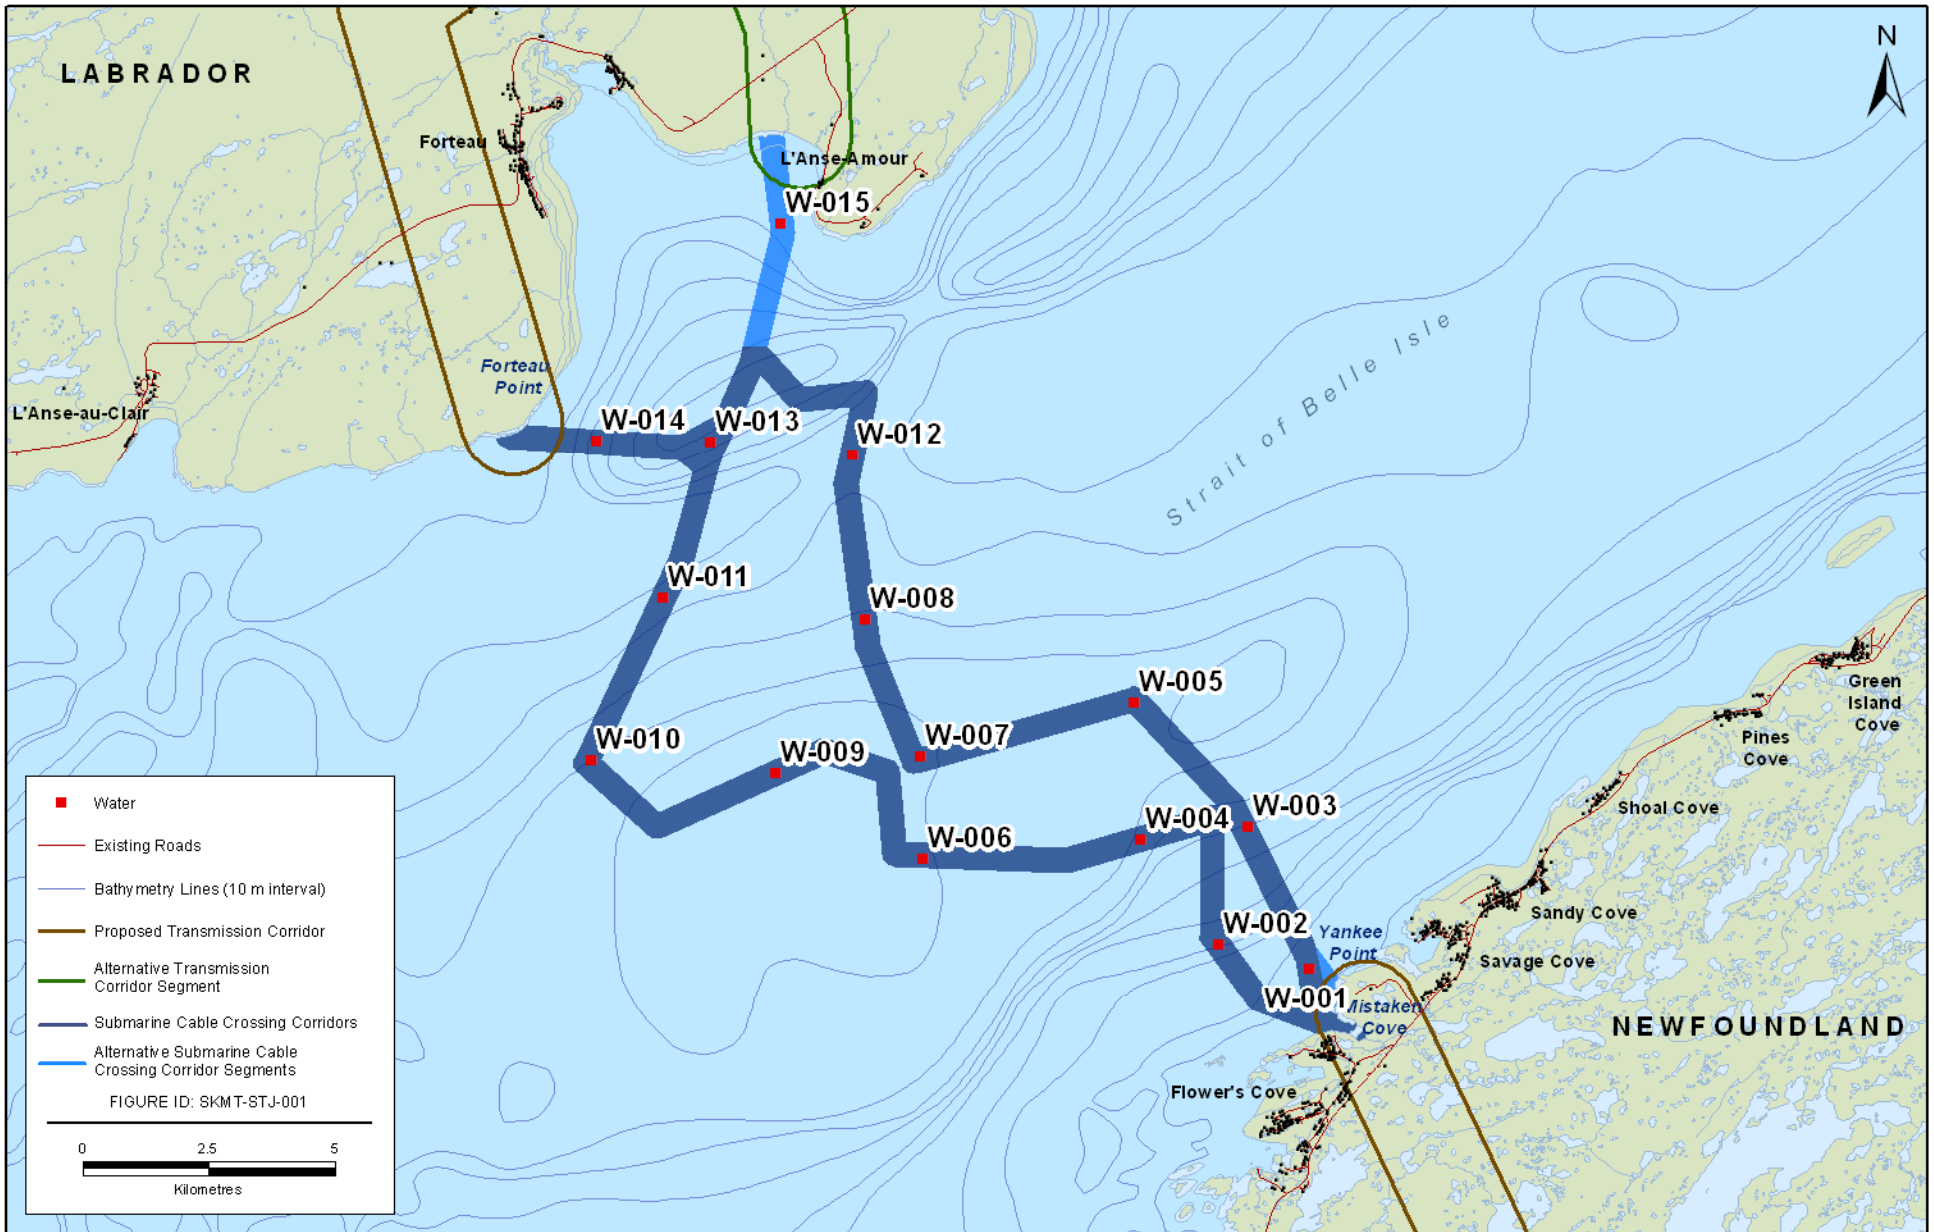 N
LABRADOR
Forteau
L'Anse-Amour
W-015
Strait of Belle Isle
Forteau
Point
L'Anse-au-Clair
W-014
W-013
W-012
W-011
W-008
W-005
Green
Island
Cove
W-010
W-009
W-007
Pines
Cove
W-003
Shoal Cove
W-004
W-006
W-002
Yankee
Point
Sandy Cove
Savage Cove
W-001
Mistaken
Cove
NEWFOUNDLAND
Flower's Cove
Water
Existing Roads
Bathymetry Lines (10 m interval)
Proposed Transmission Corridor
Alternative Transmission
Corridor Segment
Submarine Cable Crossing Corridors
Alternative Submarine Cable
Crossing Corridor Segments
FIGURE ID: SKMT-STJ-001
0 2.5 5
Kilometres